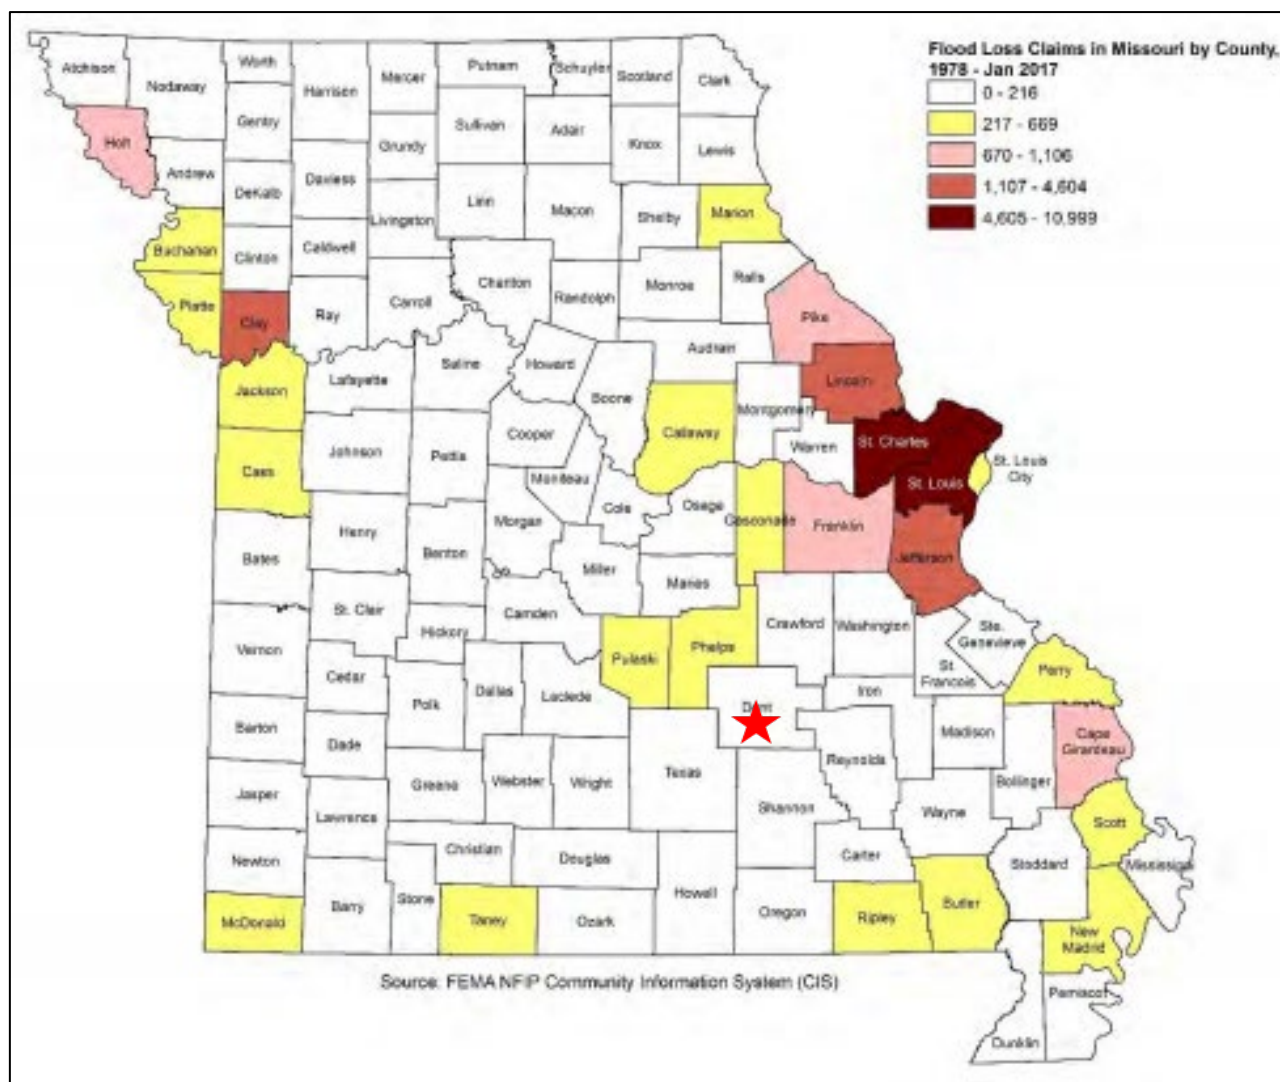 Flood Loss Claims in Missouri by County,
1978 - Jan 2017
0 - 216
217 - 669
670 - 1,106
1,107 - 4,604
4,605 - 10,999
Atchison
Nodaway
Worth
Harrison
Mercer
Putnam
Schuyler
Scotland
Clark
Holt
Gentry
Sullivan
Adair
Knox
Lewis
Grundy
Andrew
DeKalb
Daviess
Livingston
Linn
Macon
Shelby
Marion
Buchanan
Clinton
Caldwell
Chariton
Randolph
Monroe
Ralls
Platte
Clay
Ray
Carroll
Pike
Audrain
Jackson
Lafayette
Saline
Howard
Boone
Lincoln
Callaway
Montgomery
Cass
Johnson
Pettis
Cooper
Warren
St. Charles
Moniteau
St. Louis
St. Louis
City
Cole
Osage
Gasconade
Franklin
Bates
Henry
Benton
Morgan
Miller
Maries
Jefferson
St. Clair
Camden
Crawford
Washington
Ste.
Genevieve
Vernon
Hickory
Pulaski
Phelps
Cedar
Dallas
Laclede
St.
Francois
Perry
Polk
Dent
Iron
Barton
Dade
Madison
Cape
Girardeau
Jasper
Greene
Webster
Wright
Texas
Reynolds
Bollinger
Lawrence
Shannon
Wayne
Scott
Newton
Christian
Douglas
Carter
Stoddard
Mississippi
McDonald
Barry
Stone
Taney
Ozark
Howell
Oregon
Ripley
Butler
New
Madrid
Pemiscot
Dunklin
Source: FEMA NFIP Community Information System (CIS)